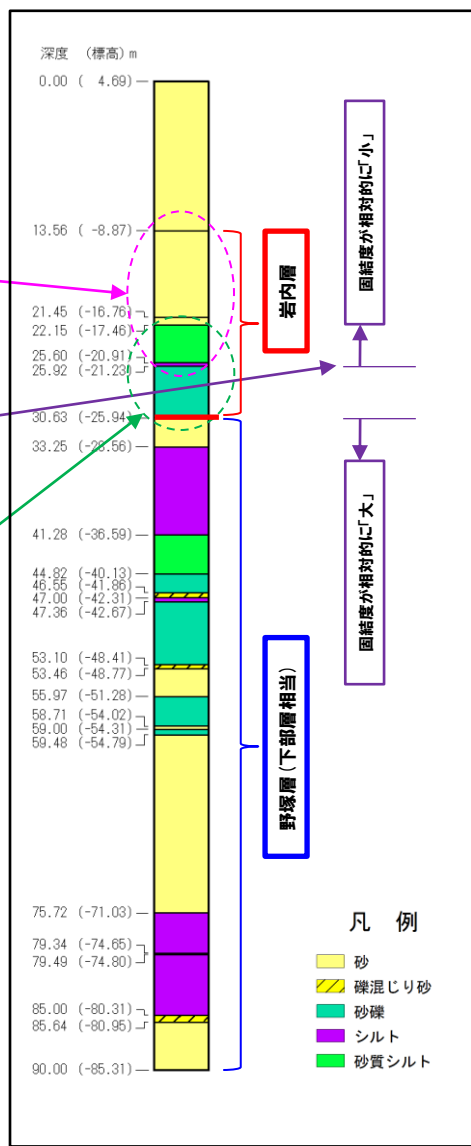 深度 (標高) m
0.00 ( 4.69)
13.56 (-8.87)
21.45 (-16.76)
22.15 (-17.46)
25.60 (-20.91)
25.92 (-21.23)
30.63 (-25.94)
33.25 (-28.56)
41.28 (-36.59)
44.82 (-40.13)
46.55 (-41.86)
47.00 (-42.31)
47.36 (-42.67)
53.10 (-48.41)
53.46 (-48.77)
55.97 (-51.28)
58.71 (-54.02)
59.00 (-54.31)
59.48 (-54.79)
75.72 (-71.03)
79.34 (-74.65)
79.49 (-74.80)
85.00 (-80.31)
85.64 (-80.95)
90.00 (-85.31)
岩内層
野塚層(下部層相当)
固結度が相対的に「小」
固結度が相対的に「大」
凡 例
砂
礫混じり砂
砂礫
シルト
砂質シルト